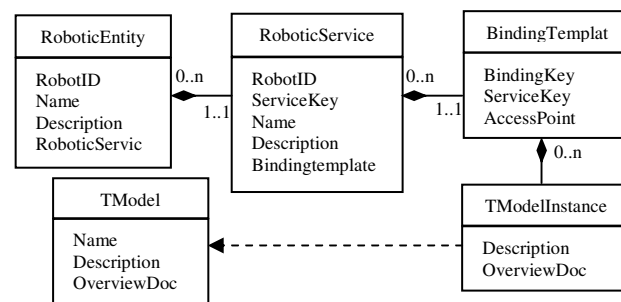 RoboticEntity
RobotID
Name
Description
RoboticServic
0..n
1..1
RoboticService
RobotID
ServiceKey
Name
Description
Bindingtemplate
0..n
1..1
BindingTemplat
BindingKey
ServiceKey
AccessPoint
0..n
TModel
Name
Description
OverviewDoc
TModelInstance
Description
OverviewDoc